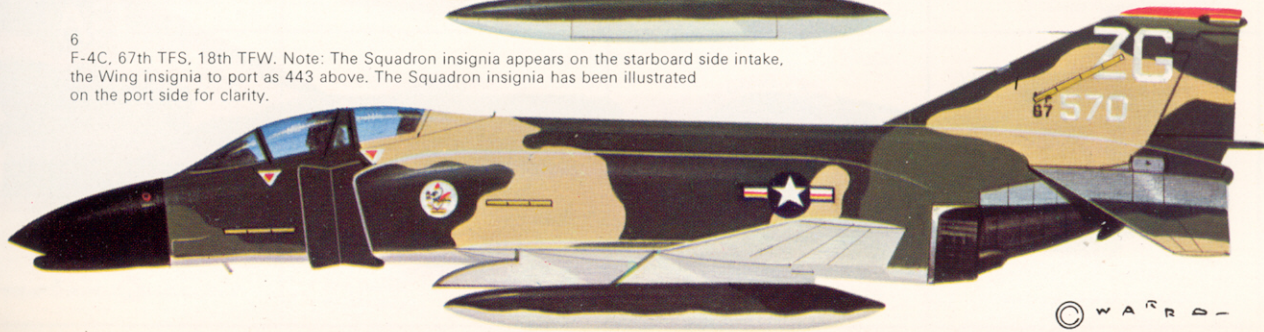 6
F-4C, 67th TFS, 18th TFW. Note: The Squadron insignia appears on the starboard side intake,
the Wing insignia to port as 443 above. The Squadron insignia has been illustrated
on the port side for clarity.
ZG
67 570
© WARRD